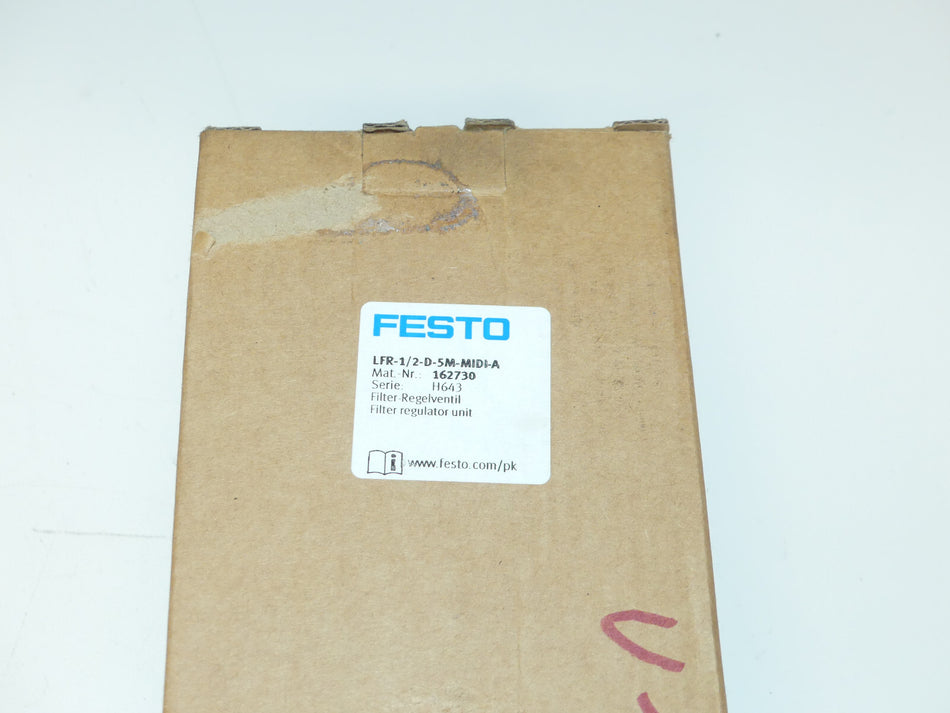 FESTO
LFR-1/2-D-5M-MIDI-A
Mat.-Nr.: 162730
Serie: H643
Filter-Regelventil
Filter regulator unit
i www.festo.com/pk